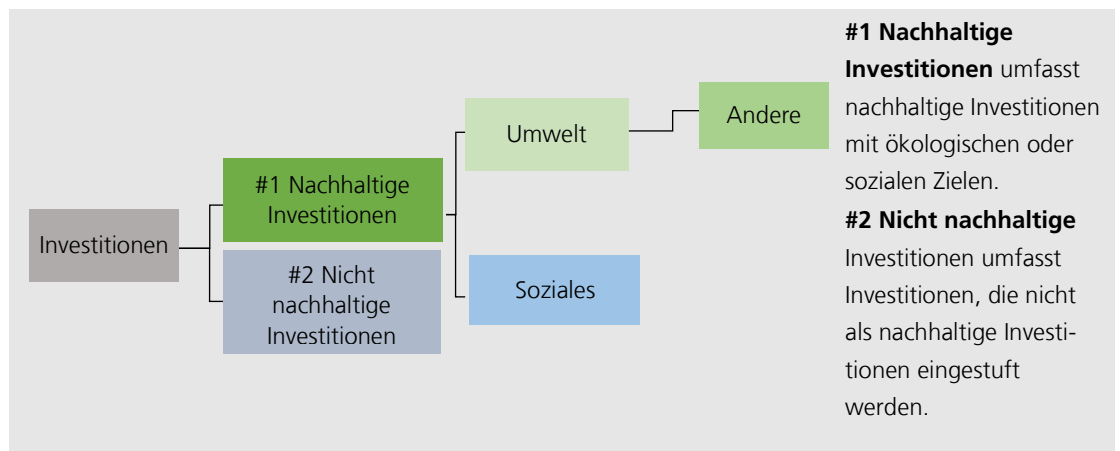 Investitionen
#1 Nachhaltige
Investitionen
#2 Nicht
nachhaltige
Investitionen
Umwelt
Soziales
Andere
#1 Nachhaltige
Investitionen umfasst
nachhaltige Investitionen
mit ökologischen oder
sozialen Zielen.
#2 Nicht nachhaltige
Investitionen umfasst
Investitionen, die nicht
als nachhaltige Investi-
tionen eingestuft
werden.